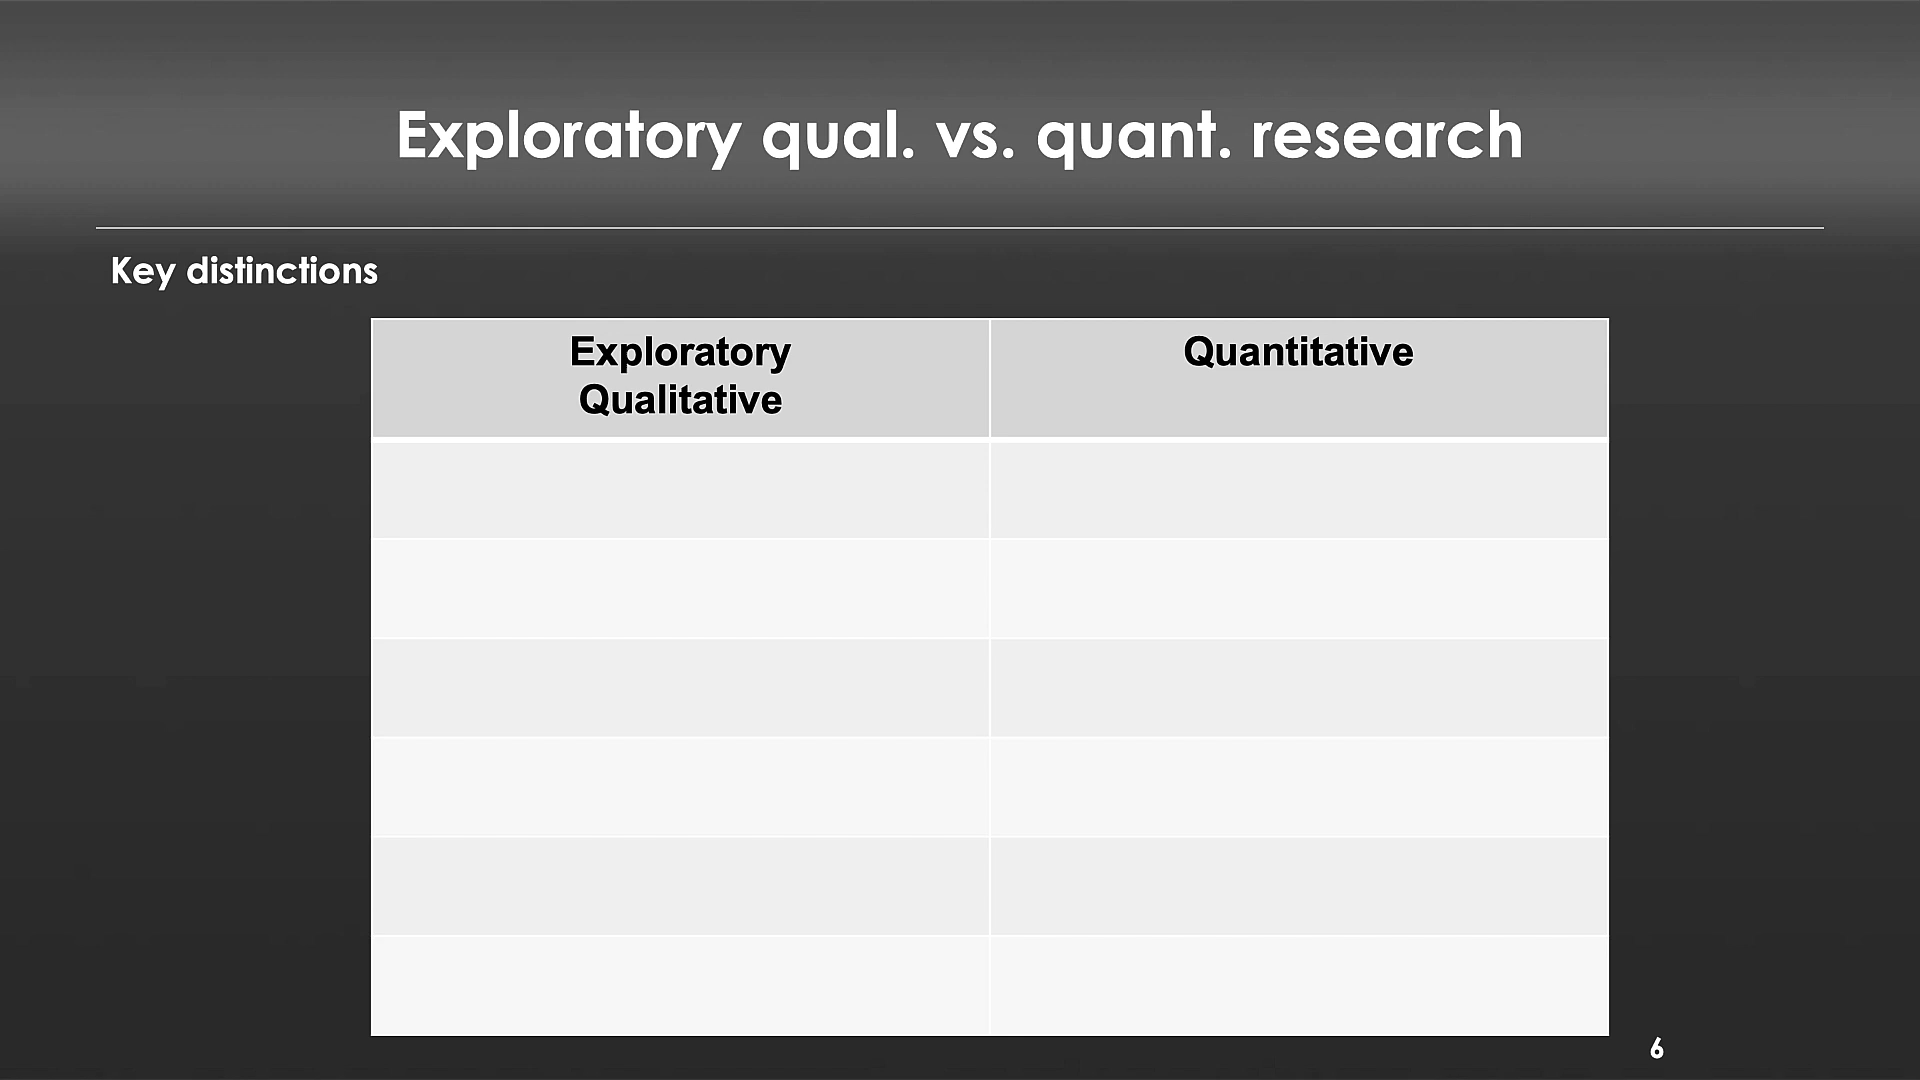 Exploratory qual. vs. quant. research
Key distinctions
Exploratory
Qualitative
Quantitative
6